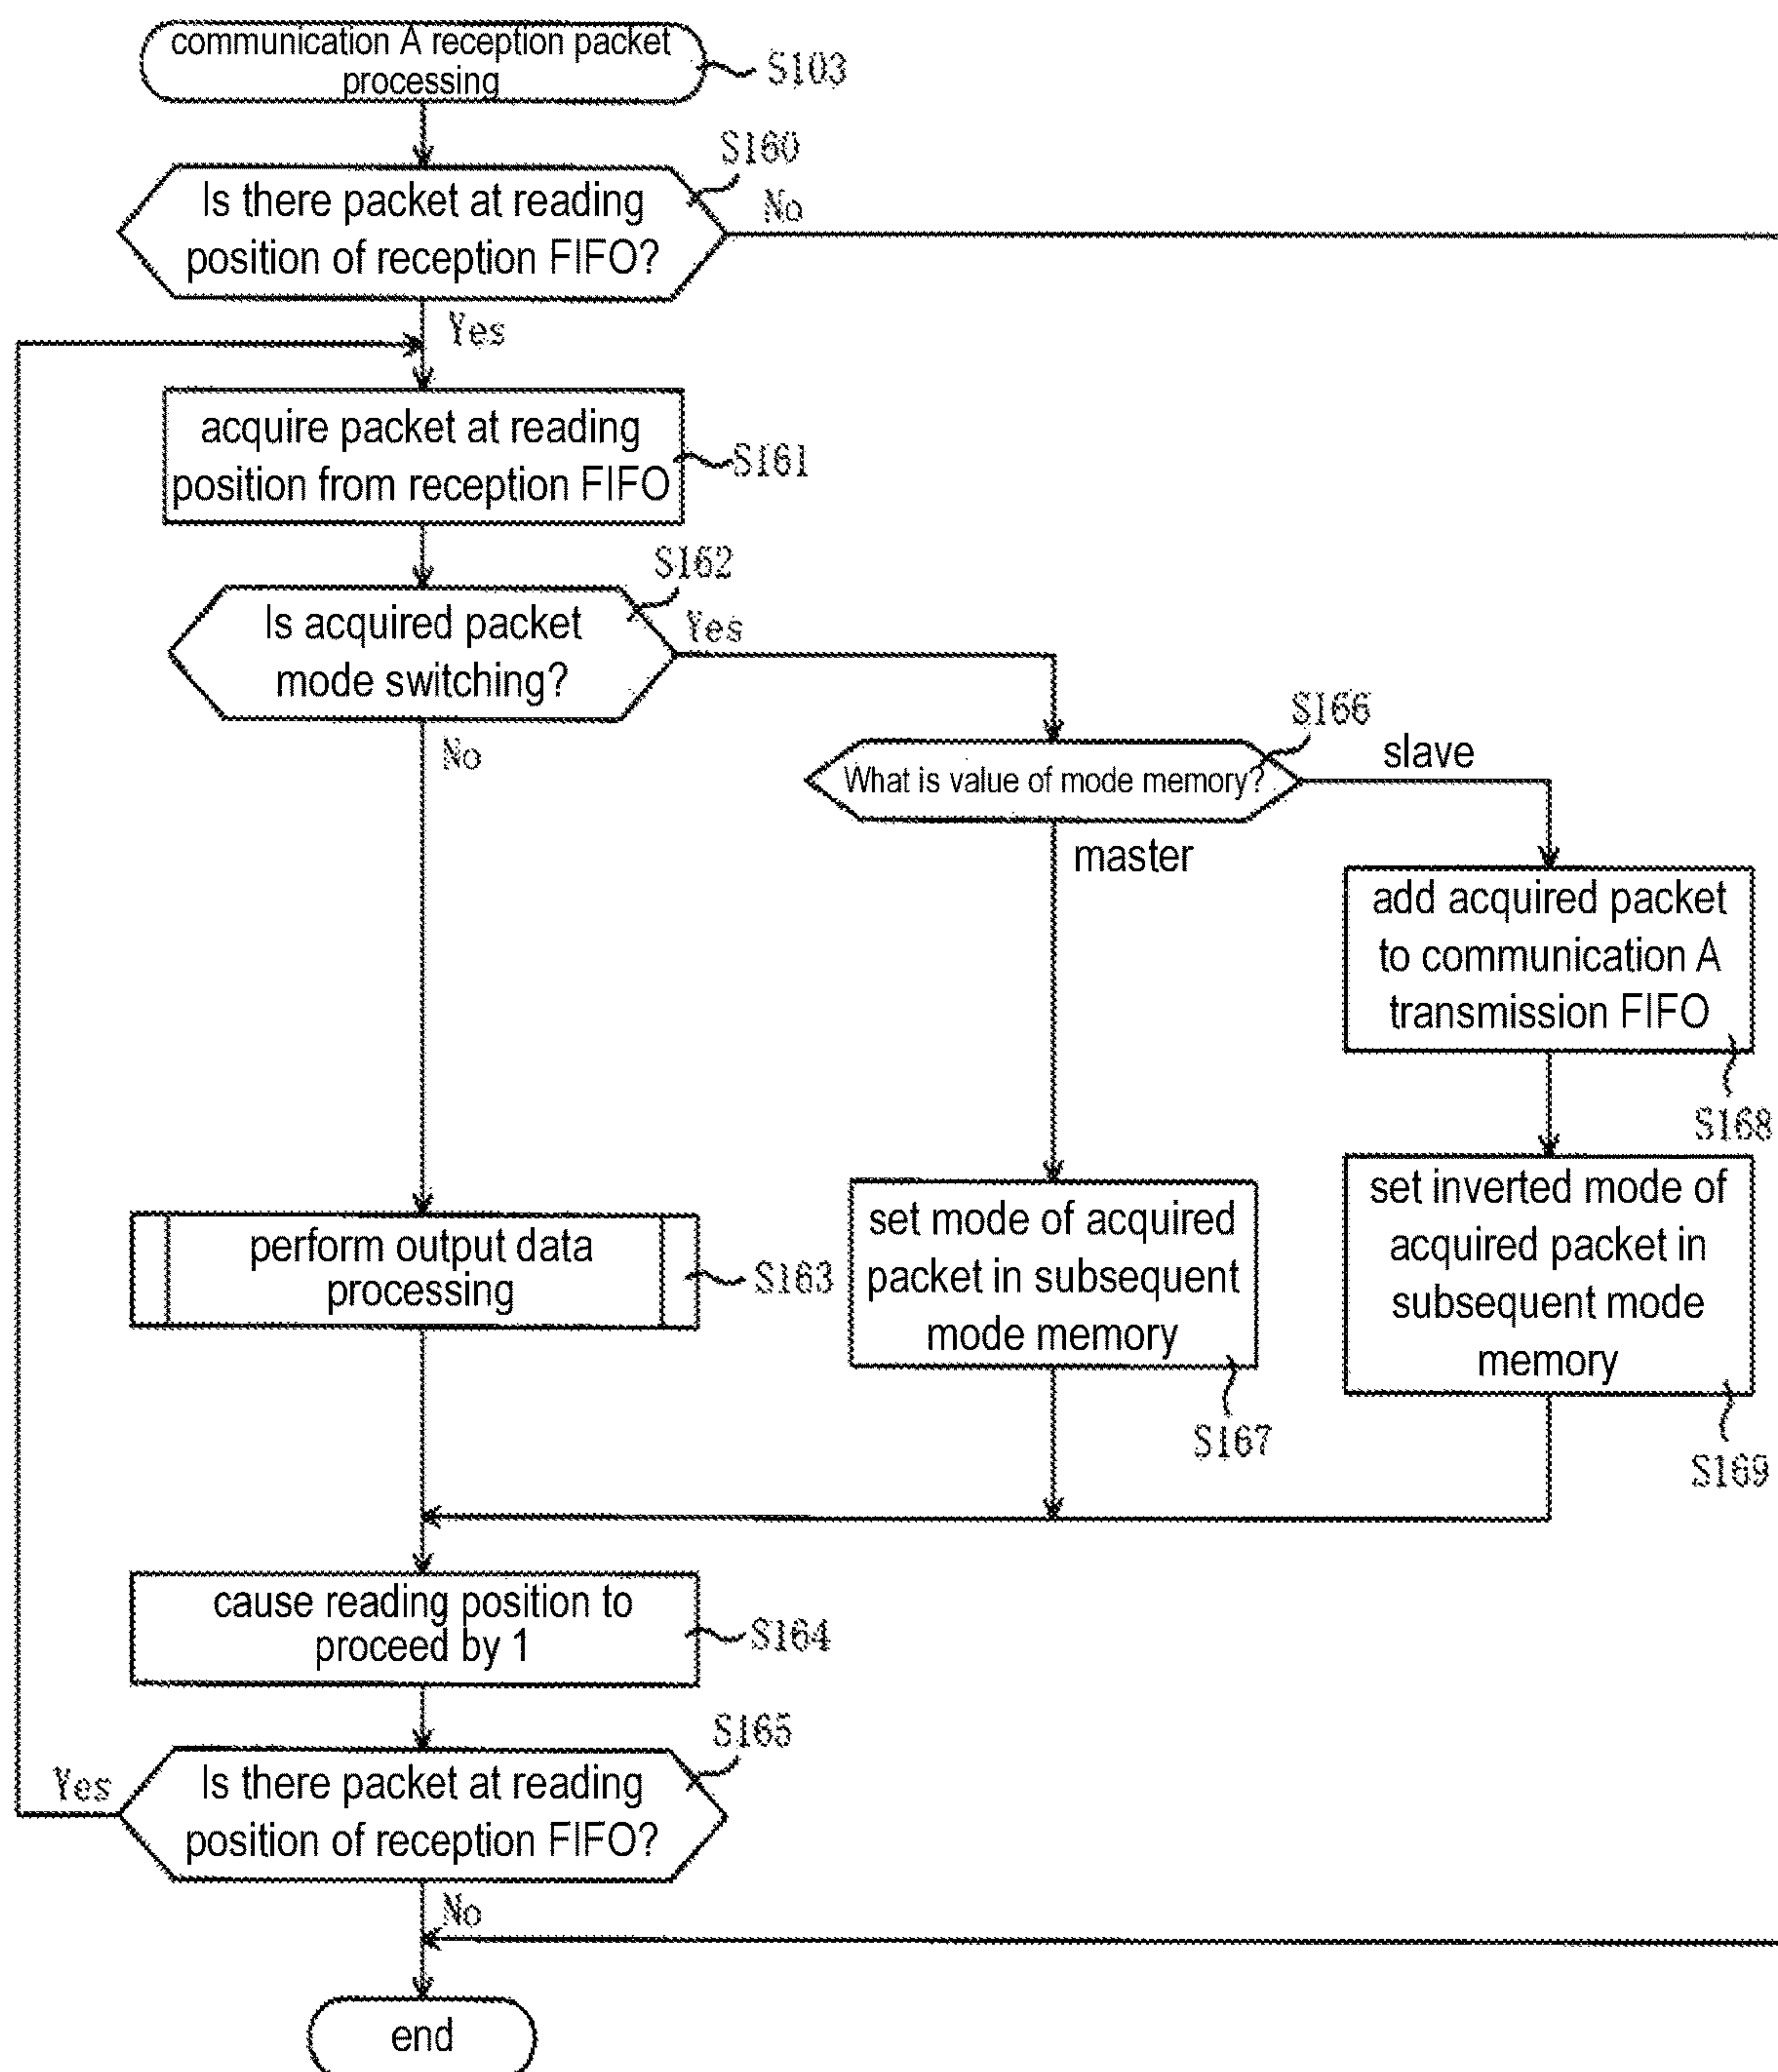 communication A reception packet
processing
S103
S160
Is there packet at reading
position of reception FIFO?
No
Yes
acquire packet at reading
position from reception FIFO
S161
S162
Is acquired packet
mode switching?
Yes
No
S166
What is value of mode memory?
slave
master
add acquired packet
to communication A
transmission FIFO
S168
perform output data
processing
S163
set mode of acquired
packet in subsequent
mode memory
S167
set inverted mode of
acquired packet in
subsequent mode
memory
S169
cause reading position to
proceed by 1
S164
S165
Is there packet at reading
position of reception FIFO?
Yes
No
end